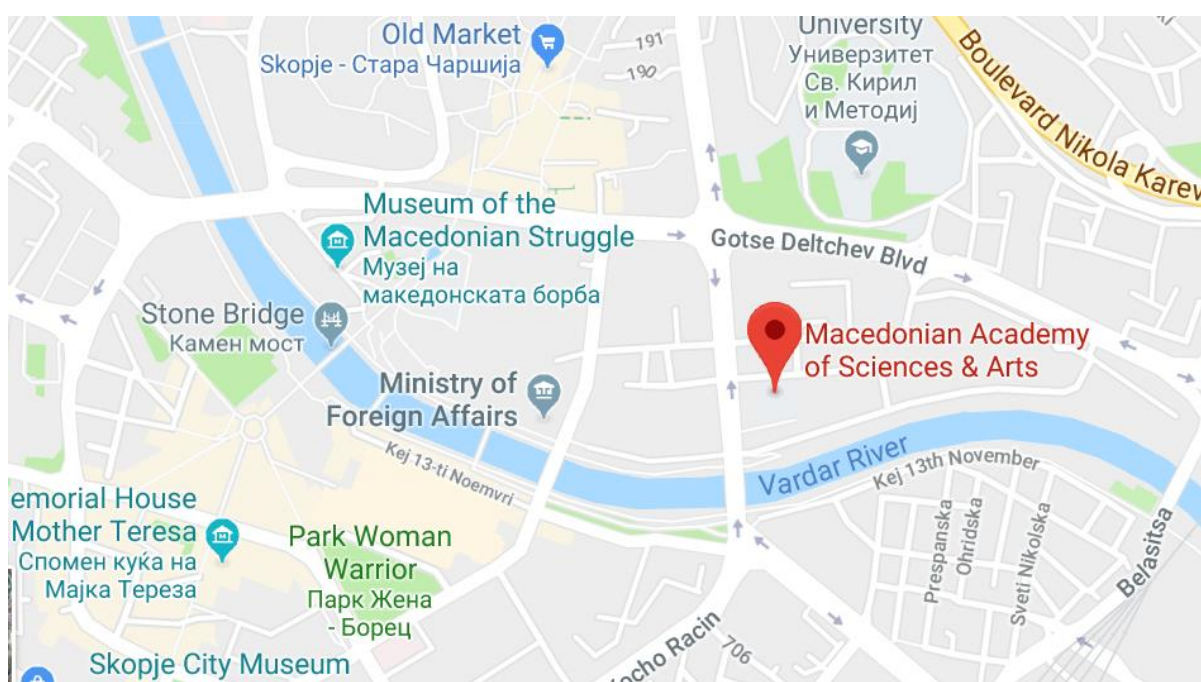 Old Market
Skopje - Стара Чаршија
191
190
University
Универзитет
Св. Кирил
и Методиј
Boulevard Nikola Karev
Museum of the
Macedonian Struggle
Музеј на
македонската борба
Gotse Deltchev Blvd
Stone Bridge
Камен мост
Macedonian Academy
of Sciences & Arts
Ministry of
Foreign Affairs
Kej 13-ti Noemvri
Vardar River
Kej 13th November
emorial House
Mother Teresa
Спомен куќа на
Мајка Тереза
Park Woman
Warrior
Парк Жена
- Борец
Prespanska
Ohridska
Sveti Nikolska
Belasitsa
Skopje City Museum
ocho Racin
706